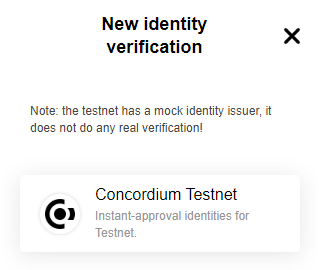 New identity
verification
Note: the testnet has a mock identity issuer, it
does not do any real verification!
Concordium Testnet
Instant-approval identities for
Testnet.